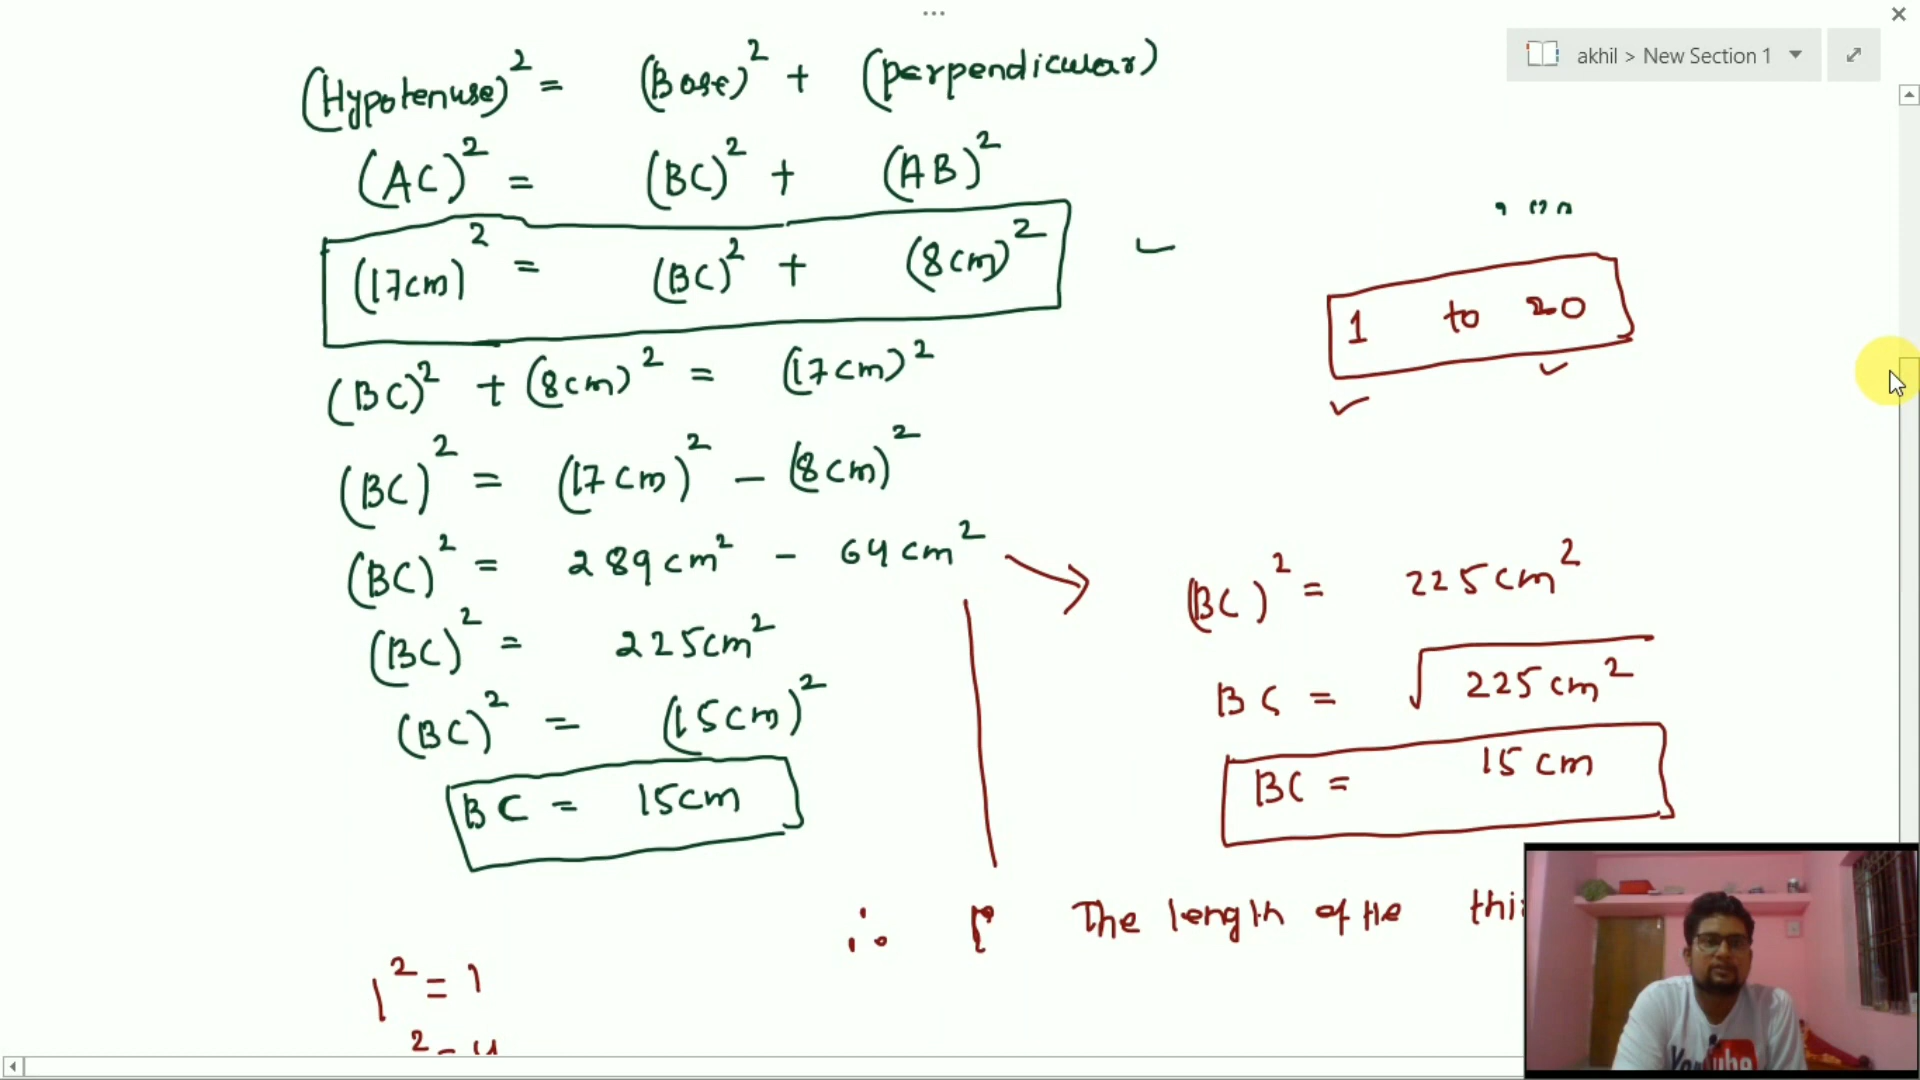 akhil > New Section 1
(Hypotenuse)² = (Base)² + (perpendicular)
(AC)² = (BC)² + (AB)²
(17cm)² = (BC)² + (8cm)²
1 to 20
(BC)² + (8cm)² = (17cm)²
(BC)² = (17cm)² - (8cm)²
(BC)² = 289cm² - 64cm²
(BC)² = 225cm²
(BC)² = (15cm)²
BC = 15cm
(BC)² = 225cm²
BC = √225cm²
BC = 15cm
∴ The length of the
1² = 1